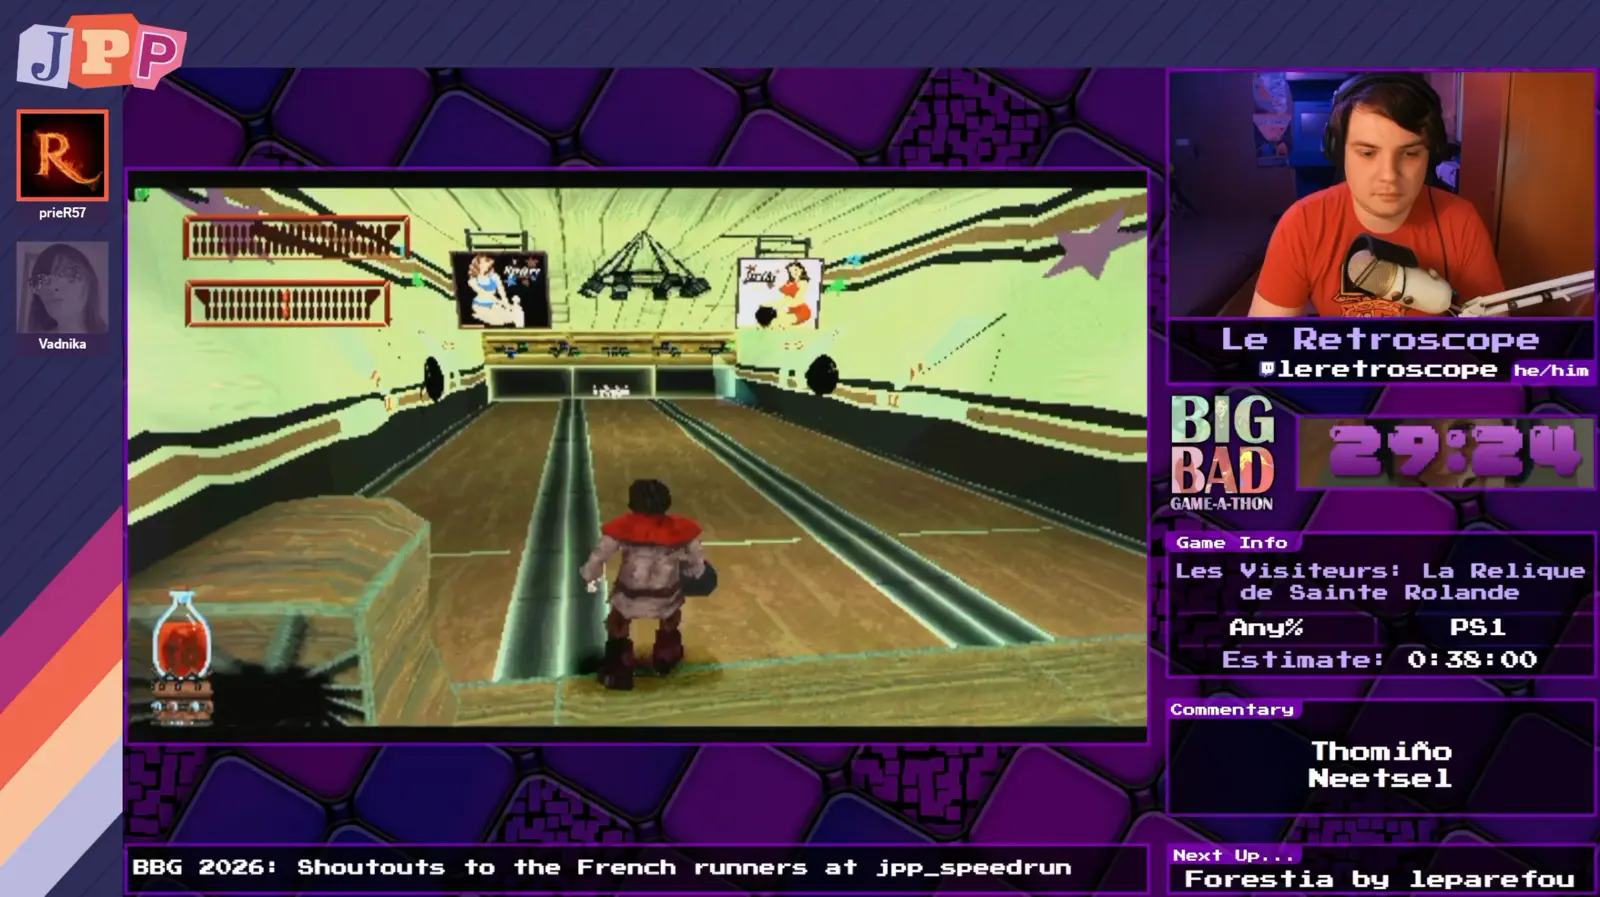 JPP
R
prieR57
Vadnika
Le Retroscope
leretroscope he/him
BIG
BAD
GAME-A-THON
29:24
Game Info
Les Visiteurs: La Relique
de Sainte Rolande
Any% PS1
Estimate: 0:38:00
Commentary
Thomiño
Neetsel
BBG 2026: Shoutouts to the French runners at jpp_speedrun
Next Up...
Forestia by leparefou